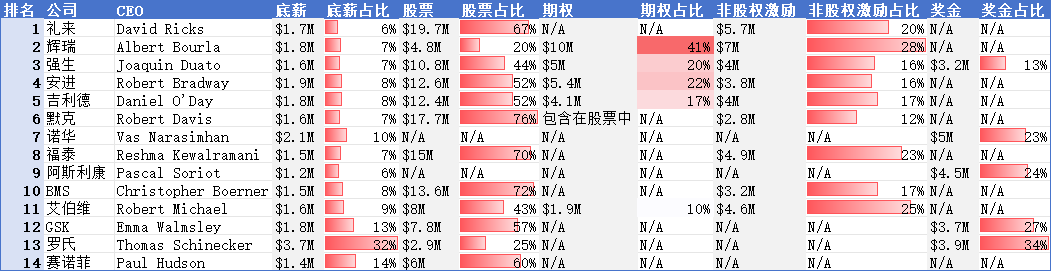 排名 公司 CEO 底薪 底薪占比 股票 股票占比 期权 期权占比 非股权激励 非股权激励占比 奖金 奖金占比
1 礼来 David Ricks $1.7M 6% $19.7M 67% N/A N/A $5.7M 20% N/A N/A
2 辉瑞 Albert Bourla $1.8M 7% $4.8M 20% $10M 41% $7M 28% N/A N/A
3 强生 Joaquin Duato $1.6M 7% $10.8M 44% $5M 20% $4M 16% $3.2M 13%
4 安进 Robert Bradway $1.9M 8% $12.6M 52% $5.4M 22% $3.8M 16% N/A N/A
5 吉利德 Daniel O'Day $1.8M 8% $12.4M 52% $4.1M 17% $4M 17% N/A N/A
6 默克 Robert Davis $1.6M 7% $17.7M 76% 包含在股票中 N/A $2.8M 12% N/A N/A
7 诺华 Vas Narasimhan $2.1M 10% N/A N/A N/A N/A N/A N/A $5M 23%
8 福泰 Reshma Kewalramani $1.5M 7% $15M 70% N/A N/A $4.9M 23% N/A N/A
9 阿斯利康 Pascal Soriot $1.2M 6% N/A N/A N/A N/A N/A N/A $4.5M 24%
10 BMS Christopher Boerner $1.5M 8% $13.6M 72% N/A N/A $3.2M 17% N/A N/A
11 艾伯维 Robert Michael $1.6M 9% $8M 43% $1.9M 10% $4.6M 25% N/A N/A
12 GSK Emma Walmsley $1.8M 13% $7.8M 57% N/A N/A N/A N/A $3.7M 27%
13 罗氏 Thomas Schinecker $3.7M 32% $2.9M 25% N/A N/A N/A N/A $3.9M 34%
14 赛诺菲 Paul Hudson $1.4M 14% $6M 60% N/A N/A N/A N/A N/A N/A